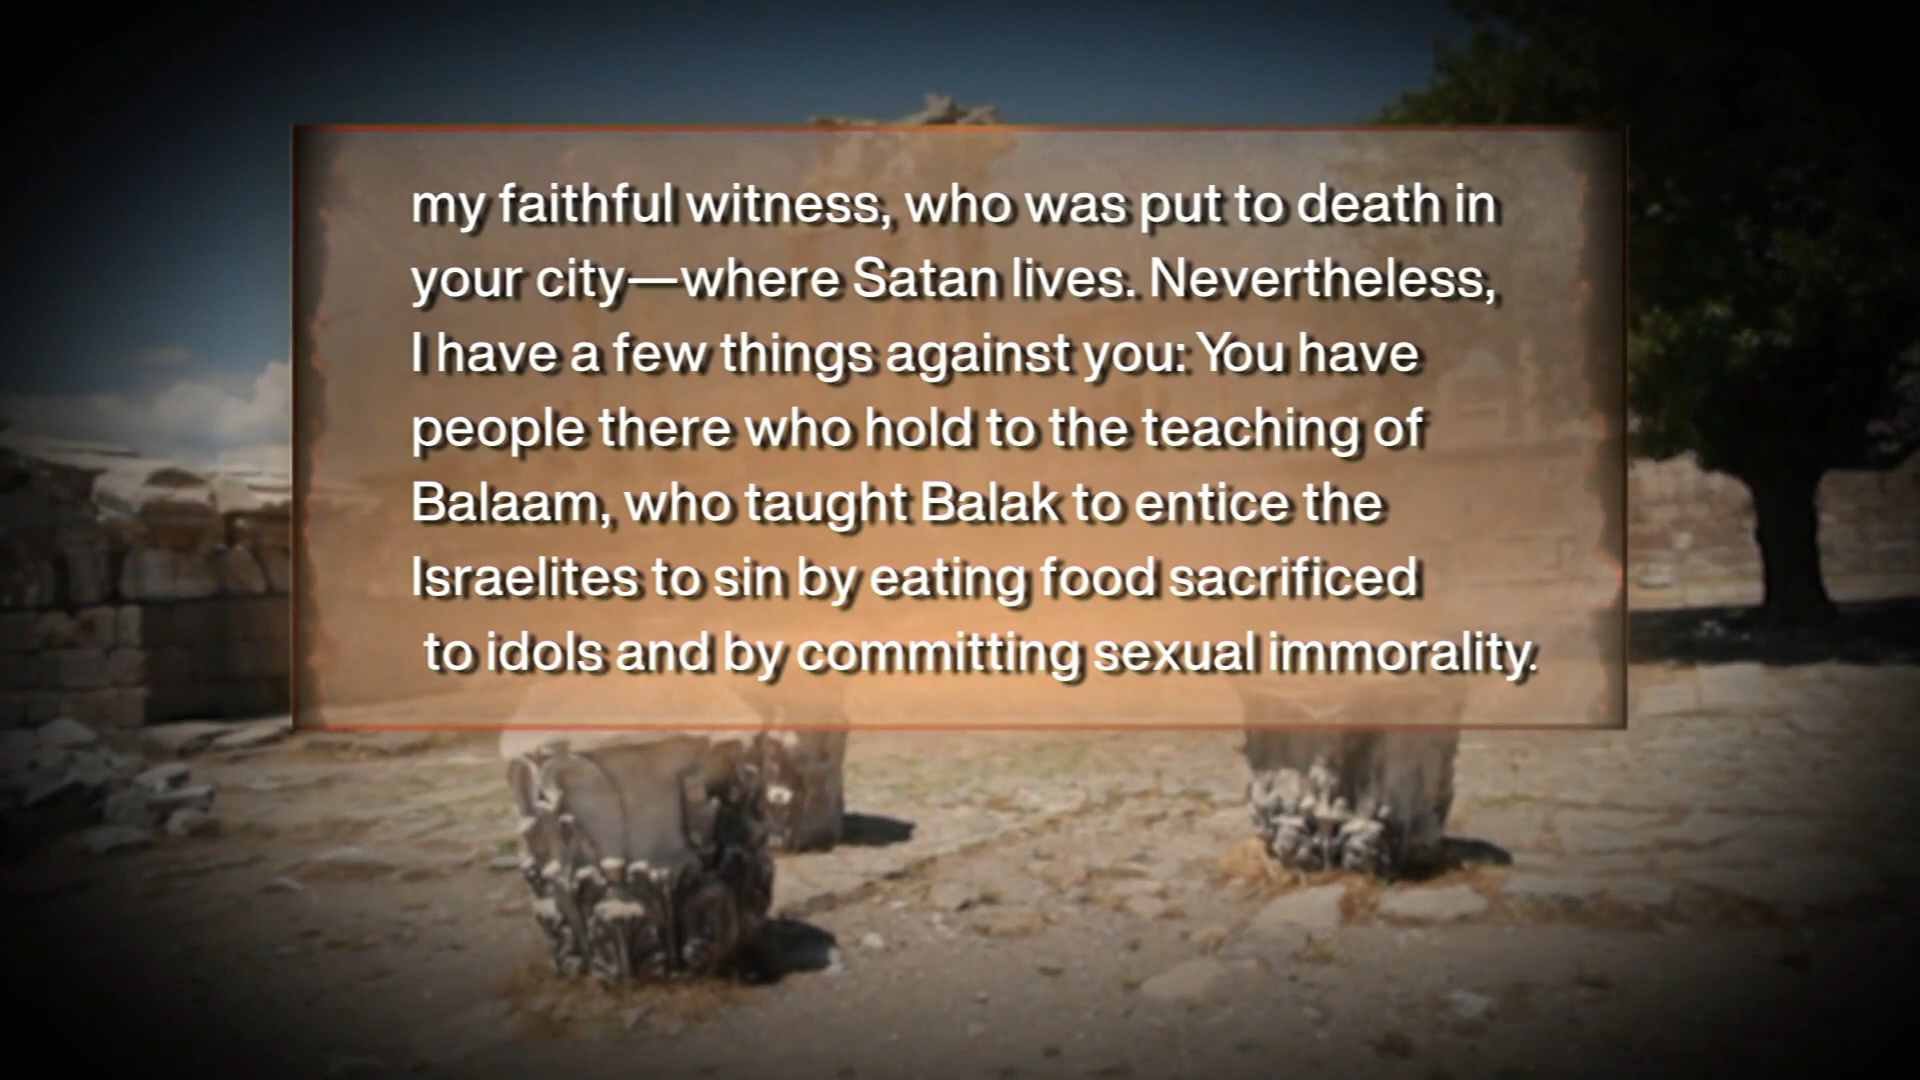 my faithful witness, who was put to death in
your city—where Satan lives. Nevertheless,
I have a few things against you: You have
people there who hold to the teaching of
Balaam, who taught Balak to entice the
Israelites to sin by eating food sacrificed
to idols and by committing sexual immorality.